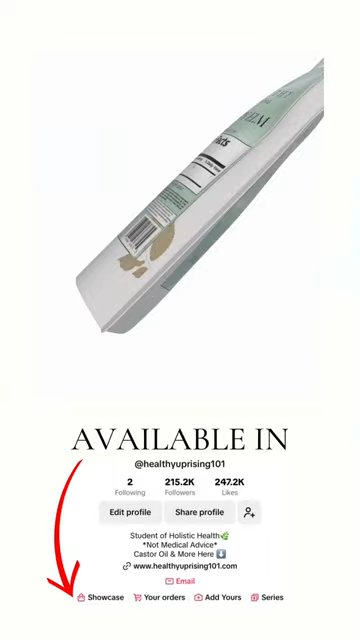 AVAILABLE IN
@healthyuprising101
2 215.2K 247.2K
Following Followers Likes
Edit profile Share profile
Student of Holistic Health🌿
*Not Medical Advice*
Castor Oil & More Here ⬇️
www.healthyuprising101.com
Email
Showcase Your orders Add Yours Series